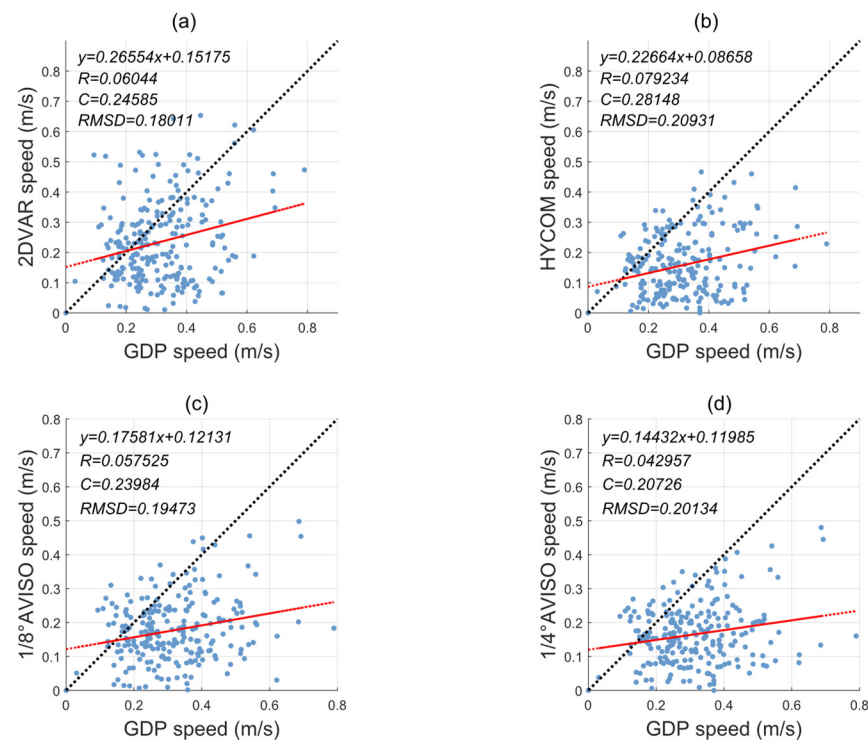 (a)
y=0.26554x+0.15175
R=0.06044
C=0.24585
RMSD=0.18011
0.8
0.7
0.6
0.5
0.4
0.3
0.2
0.1
0
2DVAR speed (m/s)
0 0.2 0.4 0.6 0.8
GDP speed (m/s)
(b)
y=0.22664x+0.08658
R=0.079234
C=0.28148
RMSD=0.20931
0.8
0.7
0.6
0.5
0.4
0.3
0.2
0.1
0
HYCOM speed (m/s)
0 0.2 0.4 0.6 0.8
GDP speed (m/s)
(c)
y=0.17581x+0.12131
R=0.057525
C=0.23984
RMSD=0.19473
0.8
0.7
0.6
0.5
0.4
0.3
0.2
0.1
0
1/8°AVISO speed (m/s)
0 0.2 0.4 0.6 0.8
GDP speed (m/s)
(d)
y=0.14432x+0.11985
R=0.042957
C=0.20726
RMSD=0.20134
0.8
0.7
0.6
0.5
0.4
0.3
0.2
0.1
0
1/4°AVISO speed (m/s)
0 0.2 0.4 0.6 0.8
GDP speed (m/s)